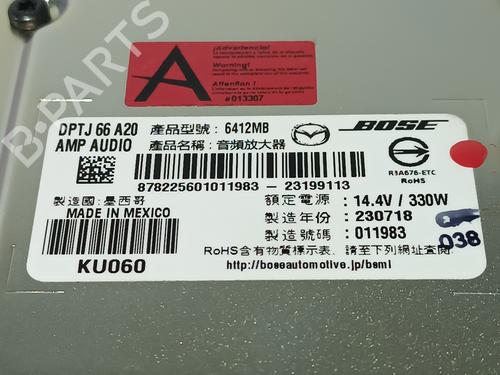 ¡Advertencia!
Warning!
Attention !
#013307
A
DPTJ 66 A20 產品型號: 6412MB
AMP AUDIO 產品名稱: 音頻放大器
BOSE
878225601011983 - 23199113
R3A676-ETC
RoHS
製造國: 墨西哥
MADE IN MEXICO
KU060
額定電源: 14.4V / 330W
製造年份: 230718
製造號碼: 011983
RoHS含有物質標示表, 請至下列網址查閱:
http://boseautomotive.jp/bsmi
038
B-PARTS